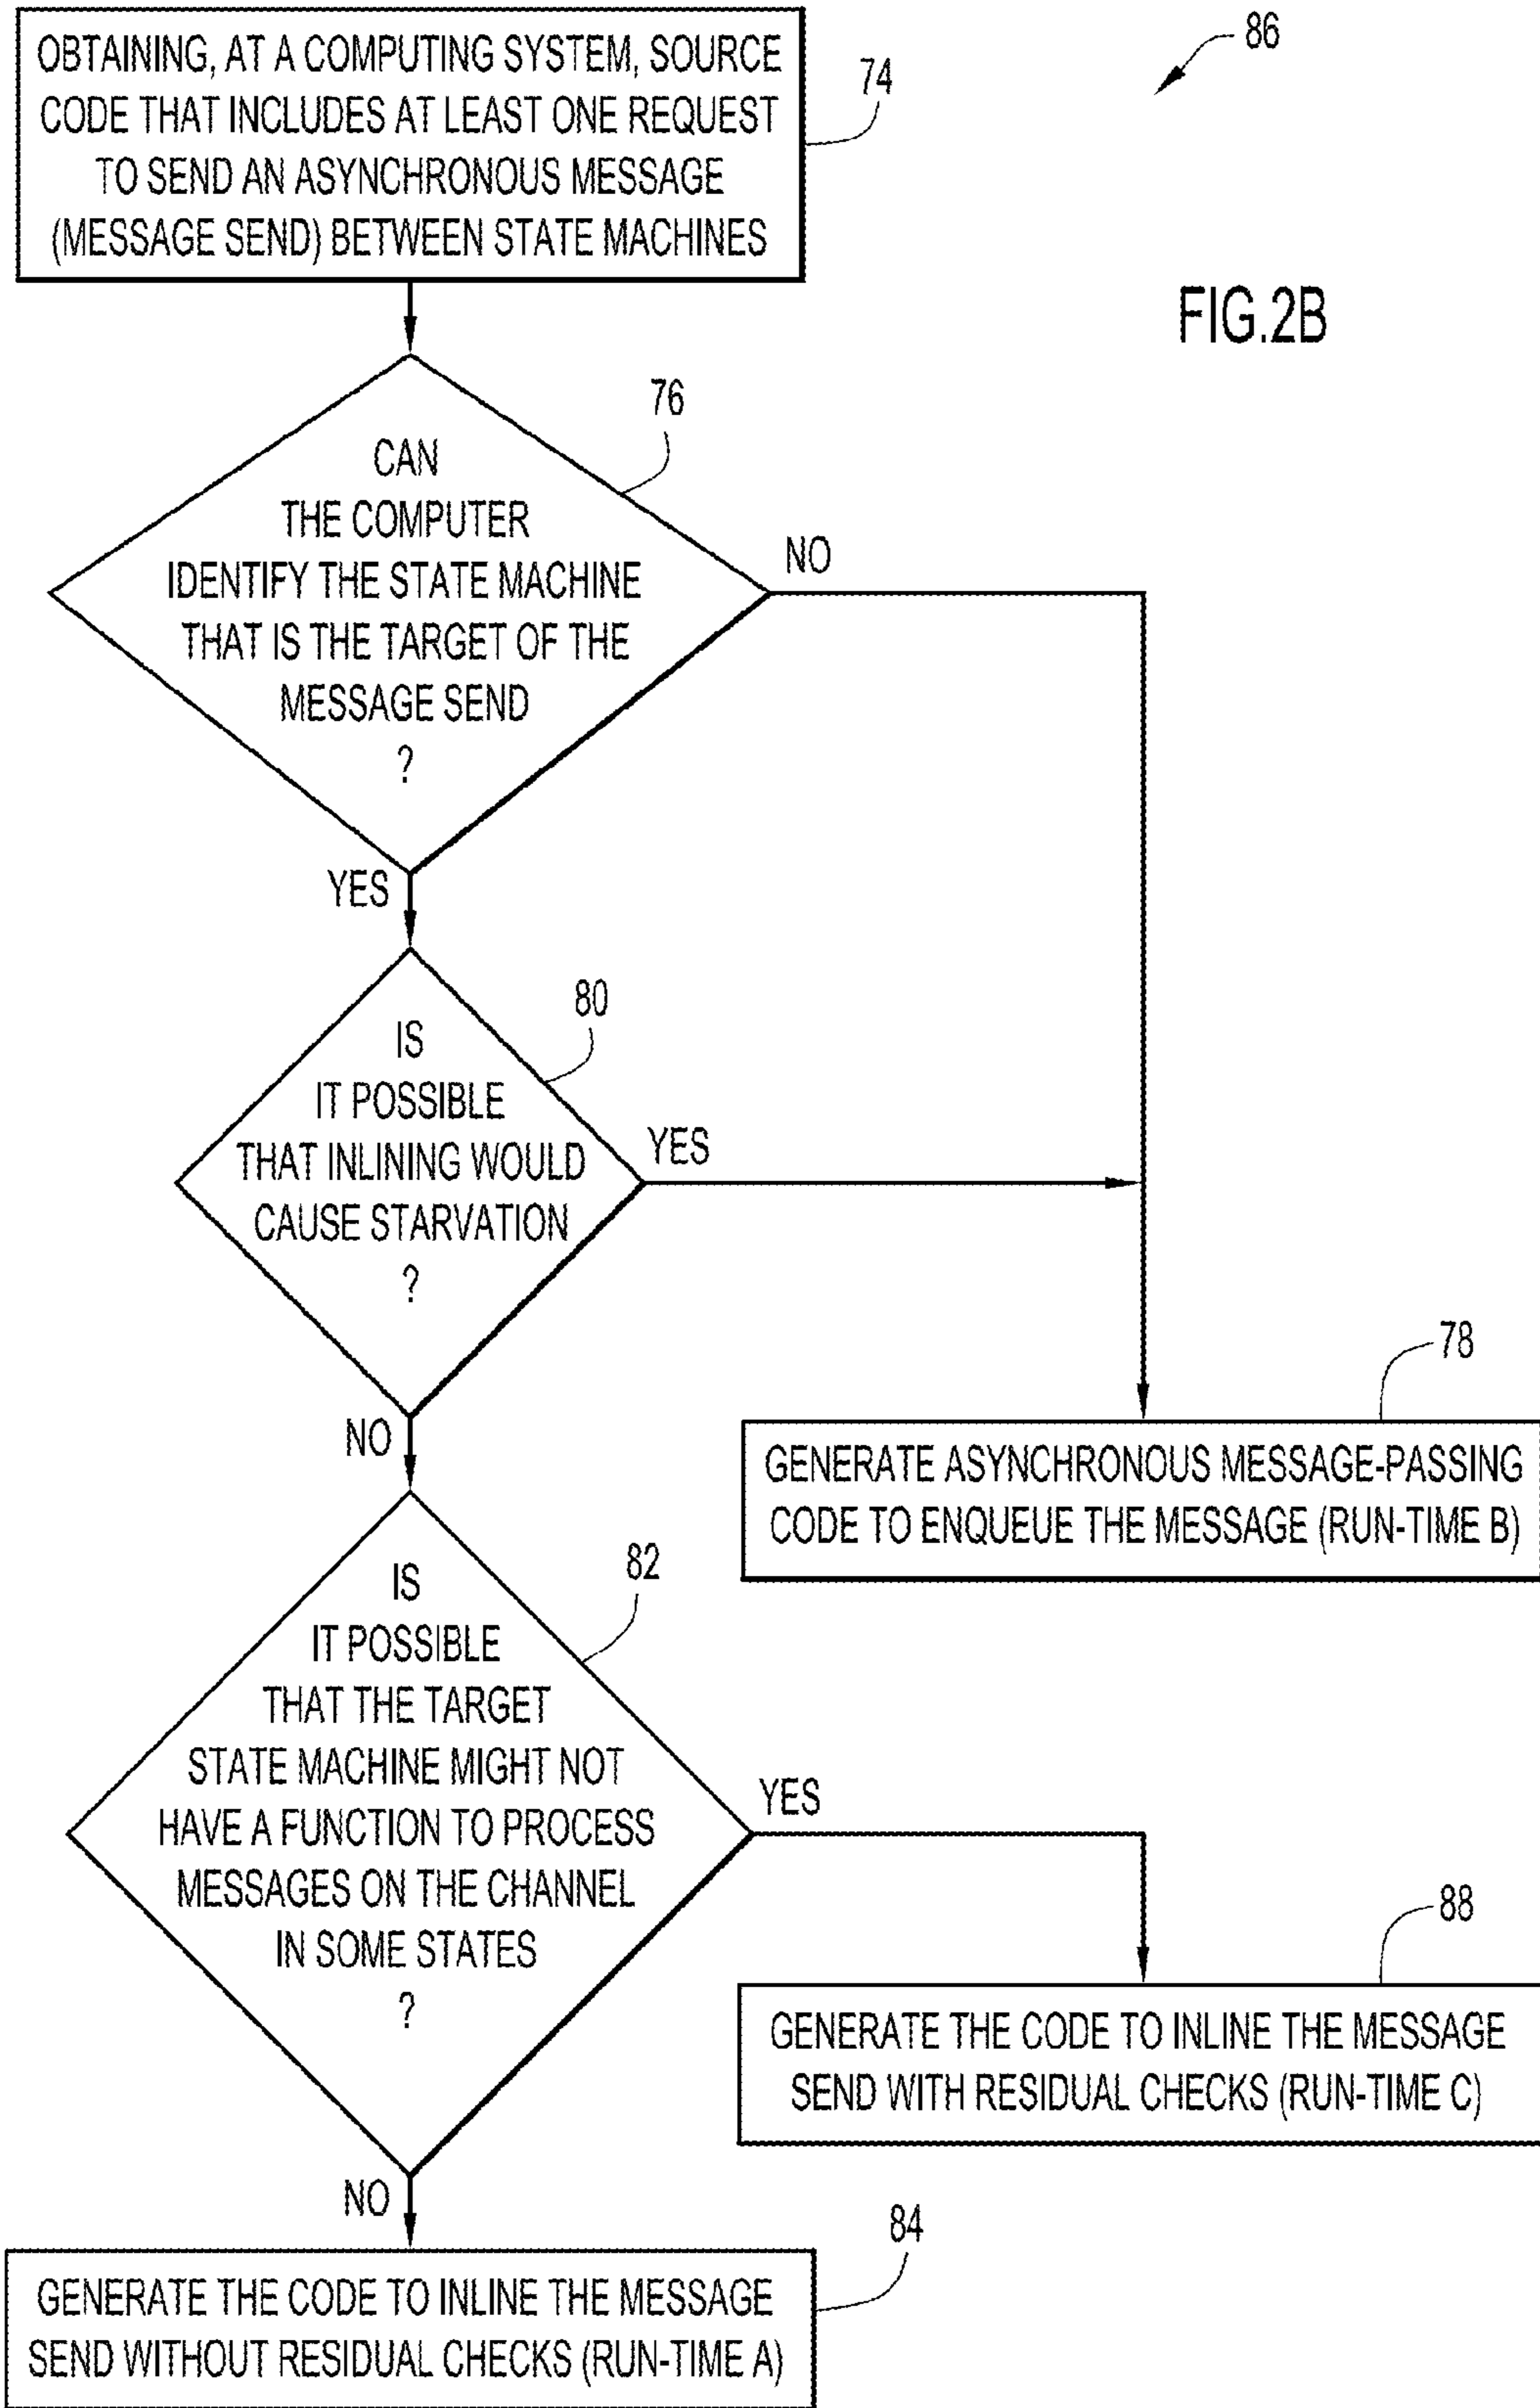 OBTAINING, AT A COMPUTING SYSTEM, SOURCE
CODE THAT INCLUDES AT LEAST ONE REQUEST
TO SEND AN ASYNCHRONOUS MESSAGE
(MESSAGE SEND) BETWEEN STATE MACHINES
74
86
FIG.2B
CAN
THE COMPUTER
IDENTIFY THE STATE MACHINE
THAT IS THE TARGET OF THE
MESSAGE SEND
?
76
NO
YES
IS
IT POSSIBLE
THAT INLINING WOULD
CAUSE STARVATION
?
80
YES
NO
78
GENERATE ASYNCHRONOUS MESSAGE-PASSING
CODE TO ENQUEUE THE MESSAGE (RUN-TIME B)
IS
IT POSSIBLE
THAT THE TARGET
STATE MACHINE MIGHT NOT
HAVE A FUNCTION TO PROCESS
MESSAGES ON THE CHANNEL
IN SOME STATES
?
82
YES
88
GENERATE THE CODE TO INLINE THE MESSAGE
SEND WITH RESIDUAL CHECKS (RUN-TIME C)
NO
84
GENERATE THE CODE TO INLINE THE MESSAGE
SEND WITHOUT RESIDUAL CHECKS (RUN-TIME A)